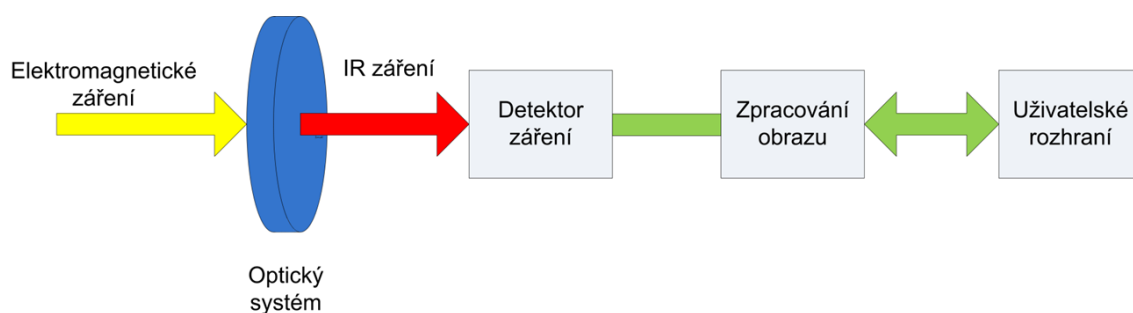 Elektromagnetické
záření
IR záření
Detektor
záření
Zpracování
obrazu
Uživatelské
rozhraní
Optický
systém